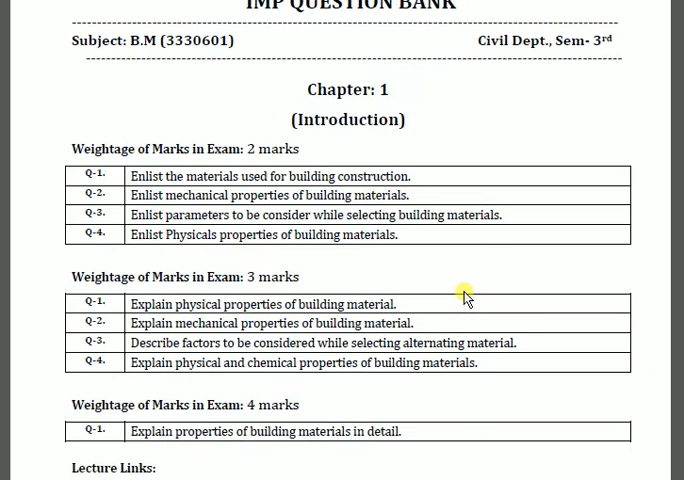 IMP QUESTION BANK
Subject: B.M (3330601) Civil Dept., Sem- 3rd
Chapter: 1
(Introduction)
Weightage of Marks in Exam: 2 marks
Q-1. Enlist the materials used for building construction.
Q-2. Enlist mechanical properties of building materials.
Q-3. Enlist parameters to be consider while selecting building materials.
Q-4. Enlist Physicals properties of building materials.
Weightage of Marks in Exam: 3 marks
Q-1. Explain physical properties of building material.
Q-2. Explain mechanical properties of building material.
Q-3. Describe factors to be considered while selecting alternating material.
Q-4. Explain physical and chemical properties of building materials.
Weightage of Marks in Exam: 4 marks
Q-1. Explain properties of building materials in detail.
Lecture Links: